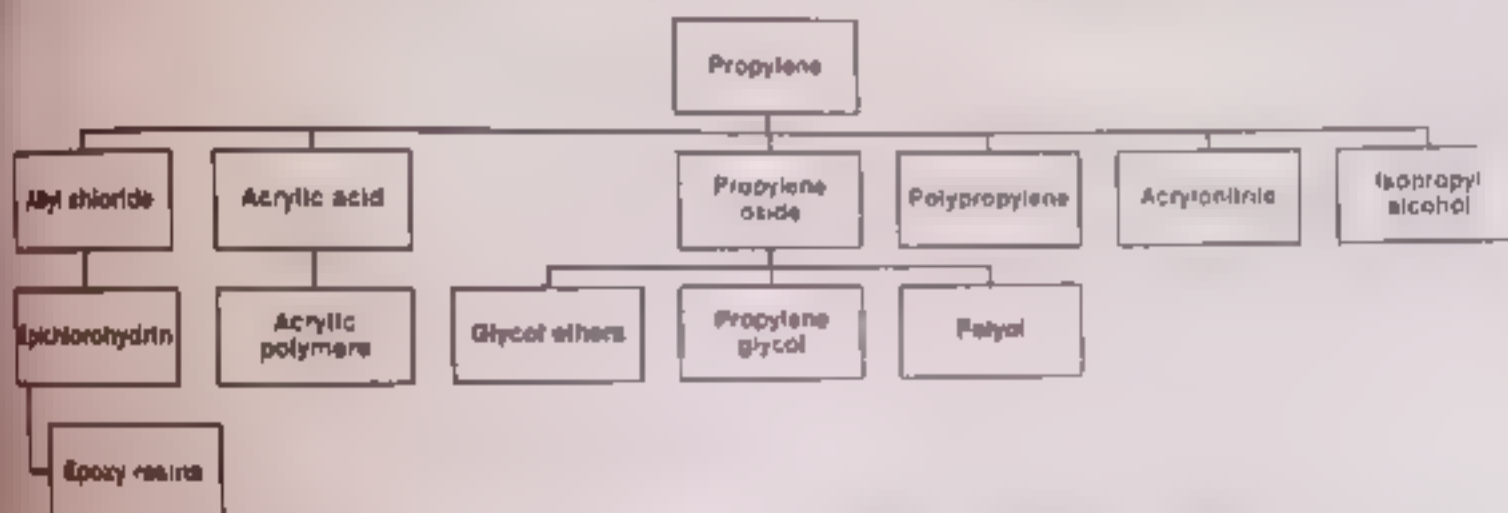 Propylene
Allyl chloride
Acrylic acid
Propylene
oxide
Polypropylene
Acrylonitrile
Isopropyl
alcohol
Epichlorohydrin
Acrylic
polymers
Glycol ethers
Propylene
glycol
Polyol
Epoxy resins